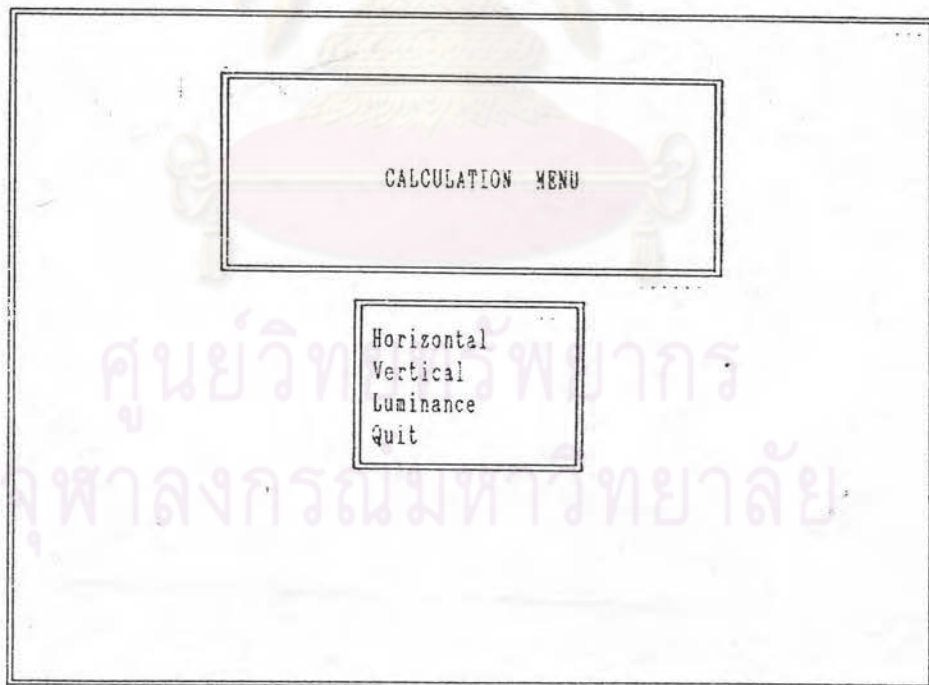 CALCULATION MENU
Horizontal
Vertical
Luminance
Quit
ศูนย์วิทยทรัพยากร
จุฬาลงกรณ์มหาวิทยาลัย